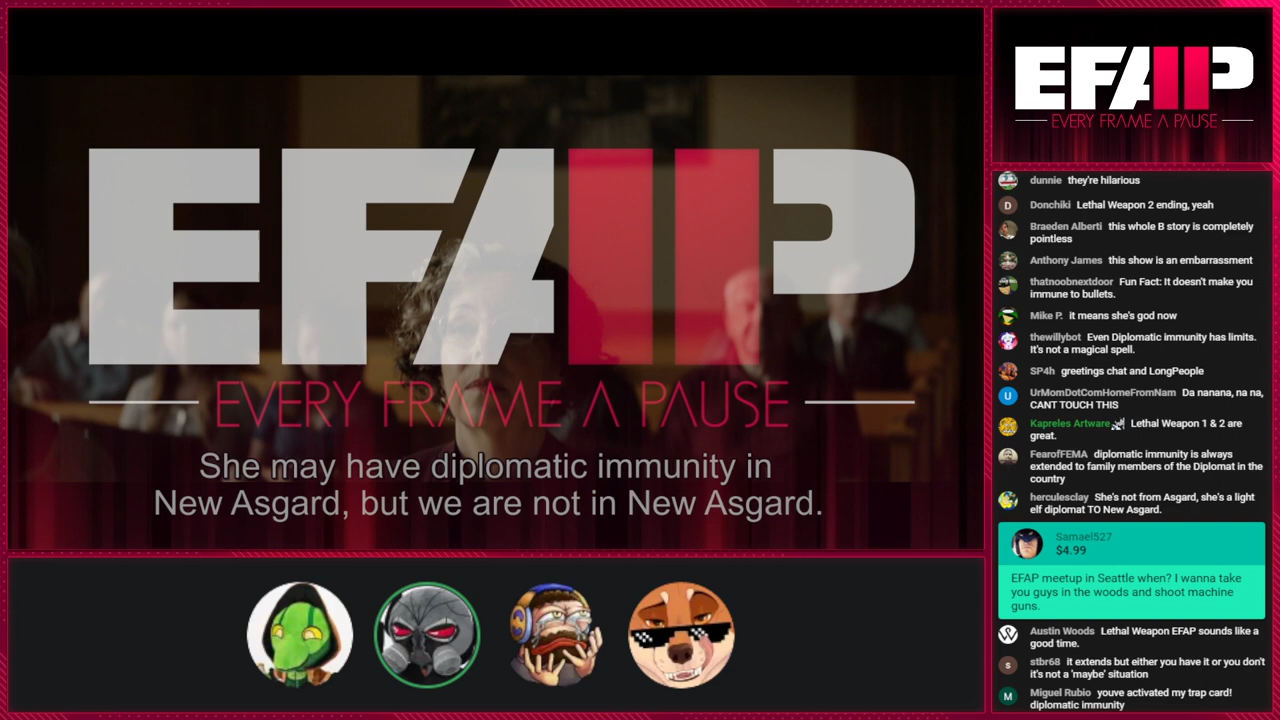 EFAP
EVERY FRAME A PAUSE
She may have diplomatic immunity in
New Asgard, but we are not in New Asgard.
EFAP
EVERY FRAME A PAUSE
dunnie they're hilarious
D
Donchiki Lethal Weapon 2 ending, yeah
Braeden Alberti this whole B story is completely
pointless
Anthony James this show is an embarrassment
thatnoobnextdoor Fun Fact: It doesn't make you
immune to bullets.
Mike P. it means she's god now
thewillybot Even Diplomatic immunity has limits.
It's not a magical spell.
SP4h greetings chat and LongPeople
U
UrMomDotComHomeFromNam Da nanana, na na,
CANT TOUCH THIS
Kapreles Artware Lethal Weapon 1 & 2 are
great.
FearofFEMA diplomatic immunity is always
extended to family members of the Diplomat in the
country
herculesclay She's not from Asgard, she's a light
elf diplomat TO New Asgard.
Samael527
$4.99
EFAP meetup in Seattle when? I wanna take
you guys in the woods and shoot machine
guns.
Austin Woods Lethal Weapon EFAP sounds like a
good time.
s
stbr68 it extends but either you have it or you don't
it's not a 'maybe' situation
M
Miguel Rubio youve activated my trap card!
diplomatic immunity